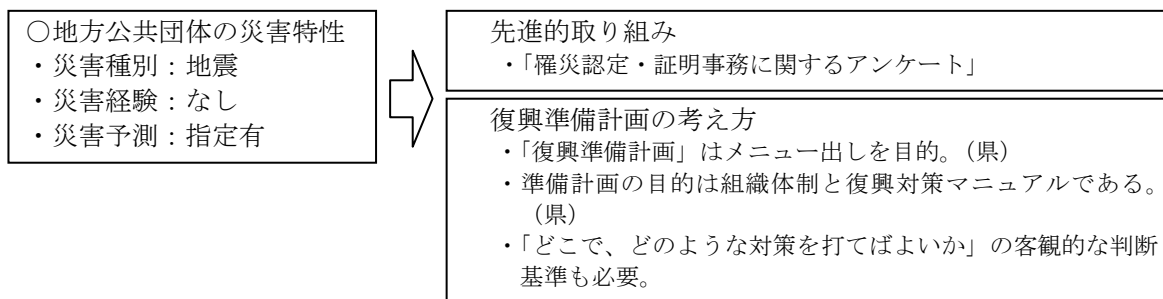 ○地方公共団体の災害特性
・災害種別：地震
・災害経験：なし
・災害予測：指定有
先進的取り組み
・「罹災認定・証明事務に関するアンケート」
復興準備計画の考え方
・「復興準備計画」はメニュー出しを目的。（県）
・準備計画の目的は組織体制と復興対策マニュアルである。
（県）
・「どこで、どのような対策を打てばよいか」の客観的な判断
基準も必要。